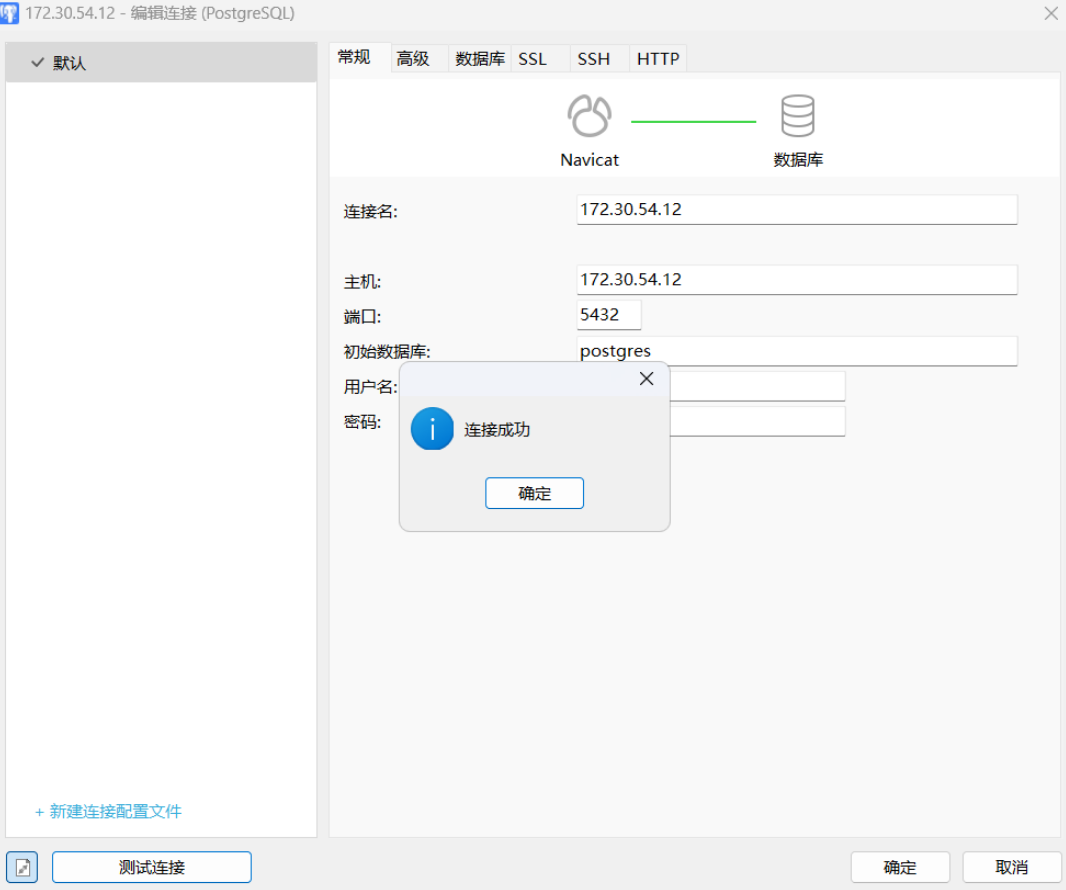 172.30.54.12 - 编辑连接 (PostgreSQL)
默认
常规 高级 数据库 SSL SSH HTTP
Navicat 数据库
连接名: 172.30.54.12
主机: 172.30.54.12
端口: 5432
初始数据库: postgres
用户名:
密码:
连接成功
确定
+ 新建连接配置文件
测试连接 确定 取消